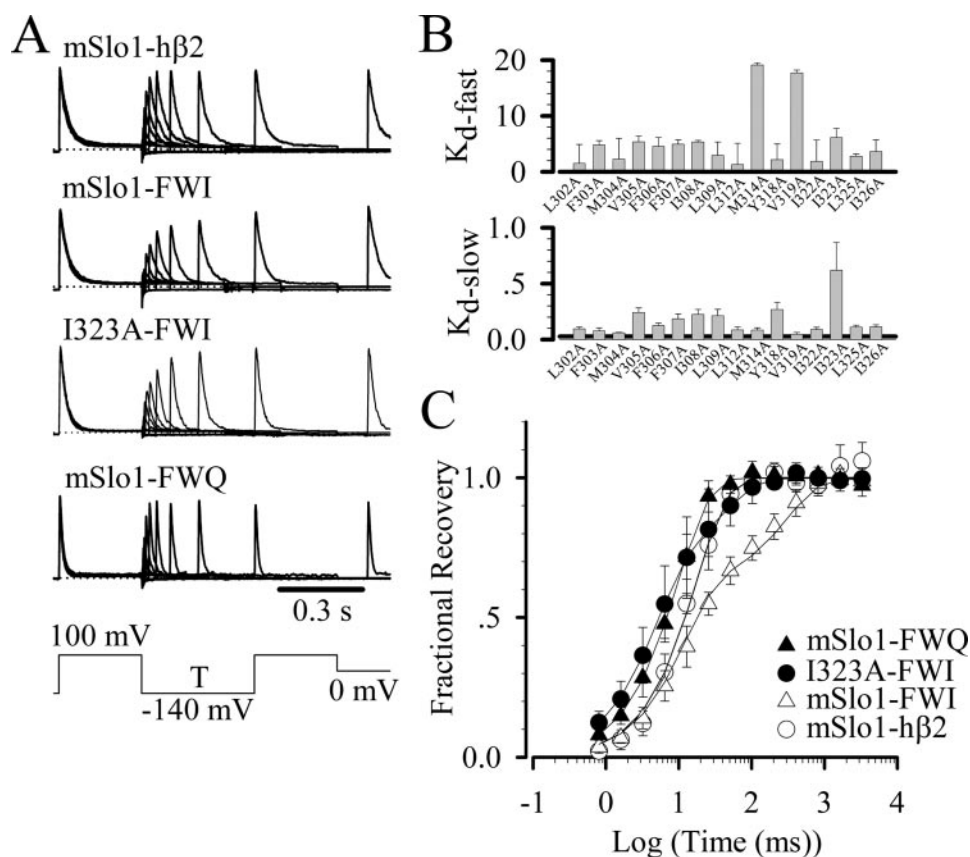 A
mSlo1-hβ2
mSlo1-FWI
I323A-FWI
mSlo1-FWQ
0.3 s
100 mV
T
-140 mV
0 mV
B
Kd-fast
20
10
0
L302A F303A M304A V305A F306A F307A I308A L309A L312A M314A Y318A V319A I322A I323A L325A I326A
Kd-slow
1.0
.5
0.0
L302A F303A M304A V305A F306A F307A I308A L309A L312A M314A Y318A V319A I322A I323A L325A I326A
C
Fractional Recovery
1.0
.5
0.0
mSlo1-FWQ
I323A-FWI
mSlo1-FWI
mSlo1-hβ2
-1 0 1 2 3 4
Log (Time (ms))